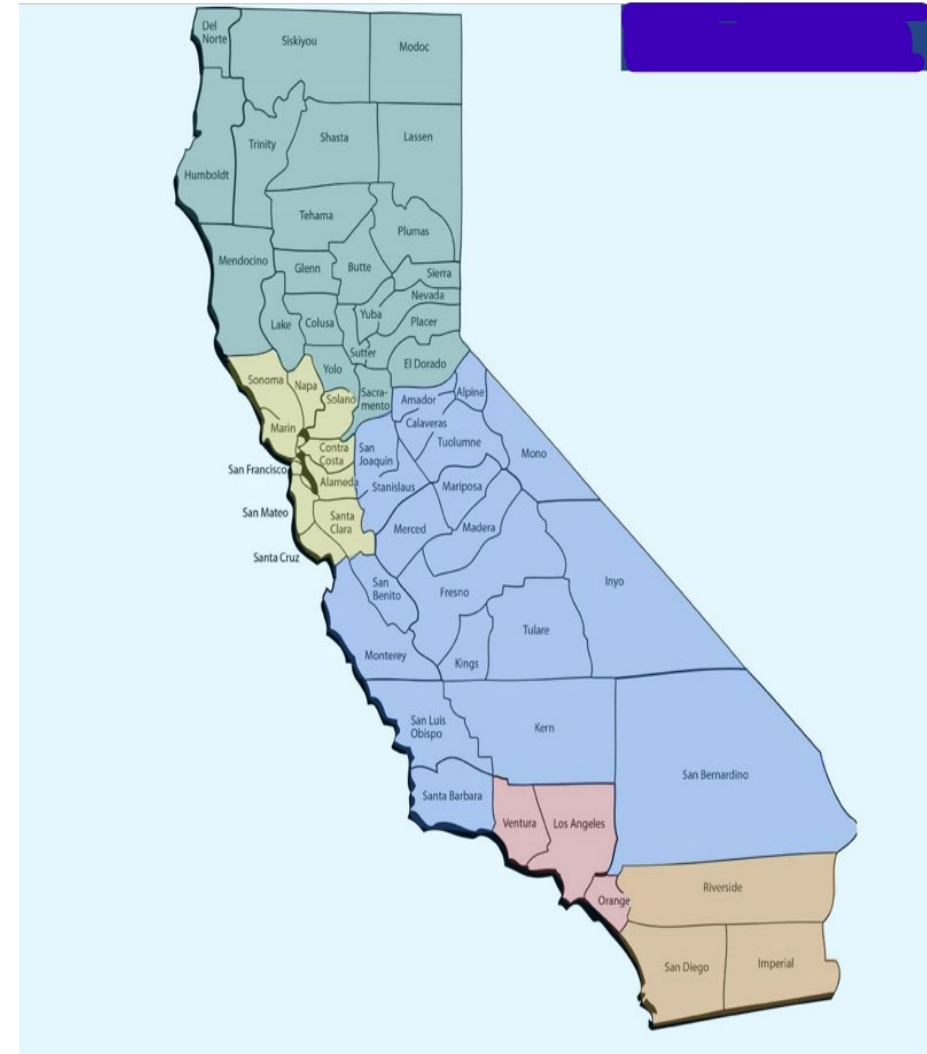 Del
Norte
Siskiyou
Modoc
Trinity
Shasta
Lassen
Humboldt
Tehama
Plumas
Mendocino
Glenn
Butte
Sierra
Nevada
Lake
Colusa
Yuba
Placer
Sutter
El Dorado
Yolo
Sonoma
Napa
Solano
Sacra-
mento
Amador
Alpine
Marin
Calaveras
Tuolumne
Mono
Contra
Costa
San
Joaquin
San Francisco
Alameda
Stanislaus
Mariposa
San Mateo
Santa
Clara
Merced
Madera
Santa Cruz
San
Benito
Fresno
Inyo
Tulare
Monterey
Kings
San Luis
Obispo
Kern
San Bernardino
Santa Barbara
Ventura
Los Angeles
Riverside
Orange
San Diego
Imperial